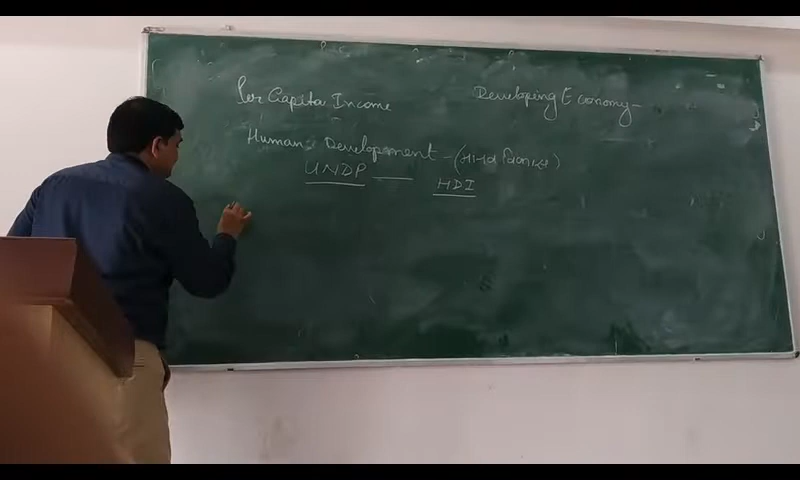 Per Capita Income
Developing Economy-
Human Development - (मानव विकास)
UNDP
HDI